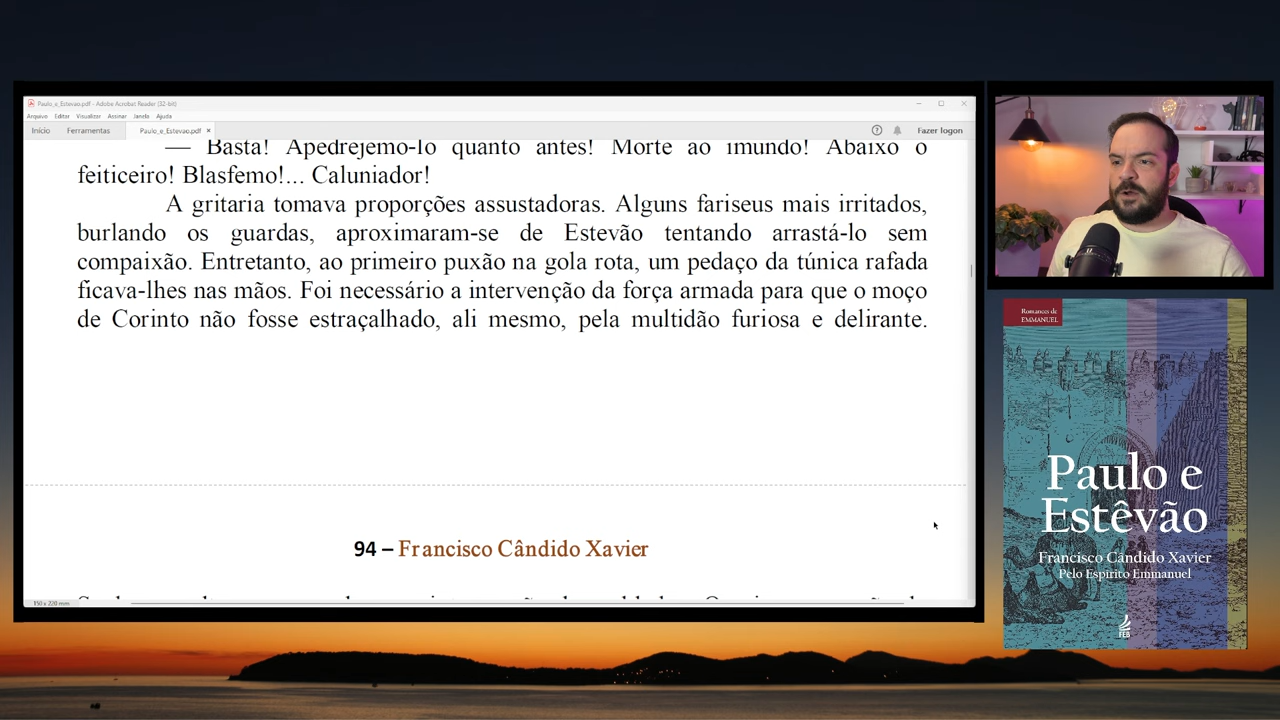 Paulo_e_Estevao.pdf - Adobe Acrobat Reader (32-bit)
Arquivo Editar Visualizar Assinar Janela Ajuda
Início Ferramentas Paulo_e_Estevao.pdf × Fazer logon
— Basta! Apedrejemo-lo quanto antes! Morte ao imundo! Abaixo o
feiticeiro! Blasfemo!... Caluniador!
A gritaria tomava proporções assustadoras. Alguns fariseus mais irritados,
burlando os guardas, aproximaram-se de Estevão tentando arrastá-lo sem
compaixão. Entretanto, ao primeiro puxão na gola rota, um pedaço da túnica rafada
ficava-lhes nas mãos. Foi necessário a intervenção da força armada para que o moço
de Corinto não fosse estraçalhado, ali mesmo, pela multidão furiosa e delirante.
94 – Francisco Cândido Xavier
150 x 220 mm
Romances de
EMMANUEL
Paulo e
Estêvão
Francisco Cândido Xavier
Pelo Espírito Emmanuel
FEB